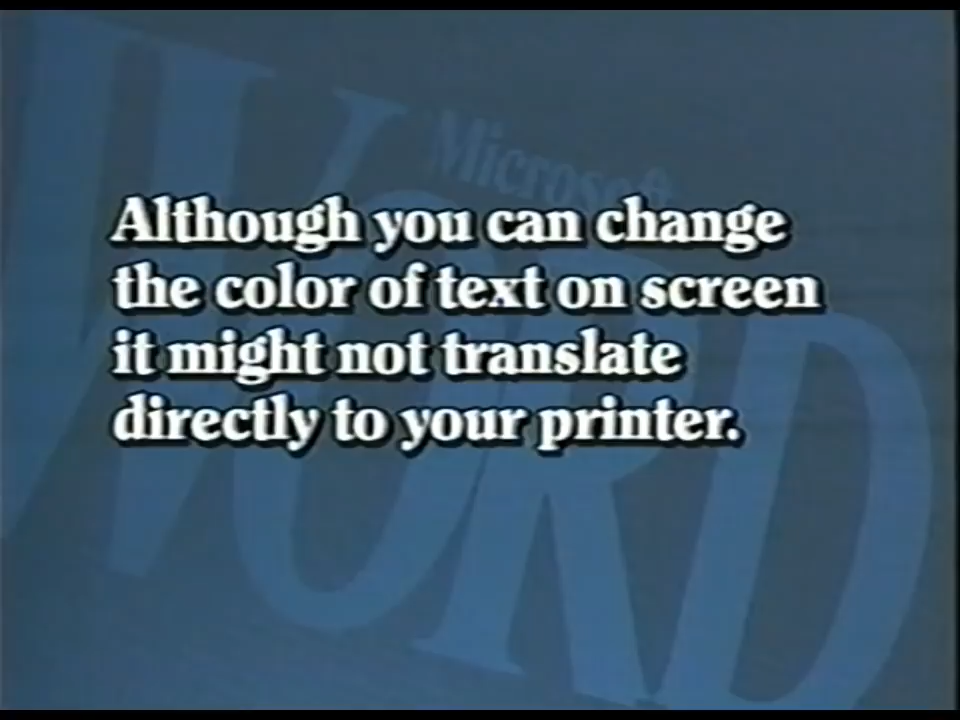 Microsoft
WORD
Although you can change
the color of text on screen
it might not translate
directly to your printer.